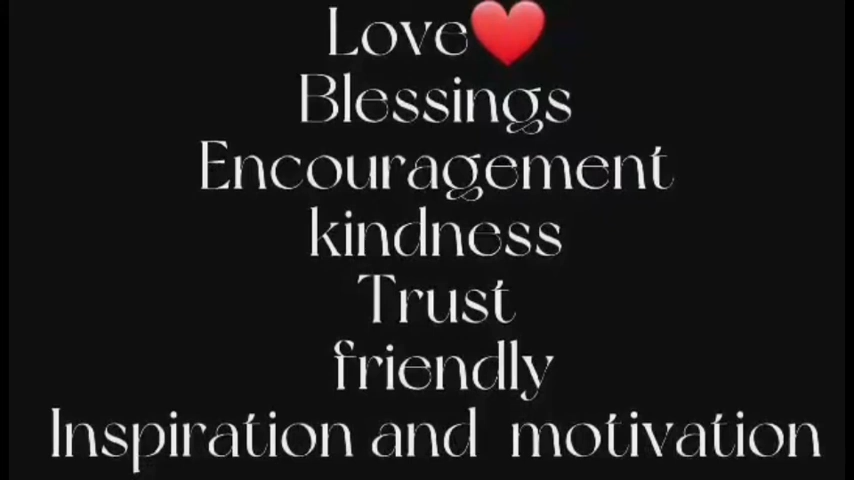 Love❤️
Blessings
Encouragement
kindness
Trust
friendly
Inspiration and motivation